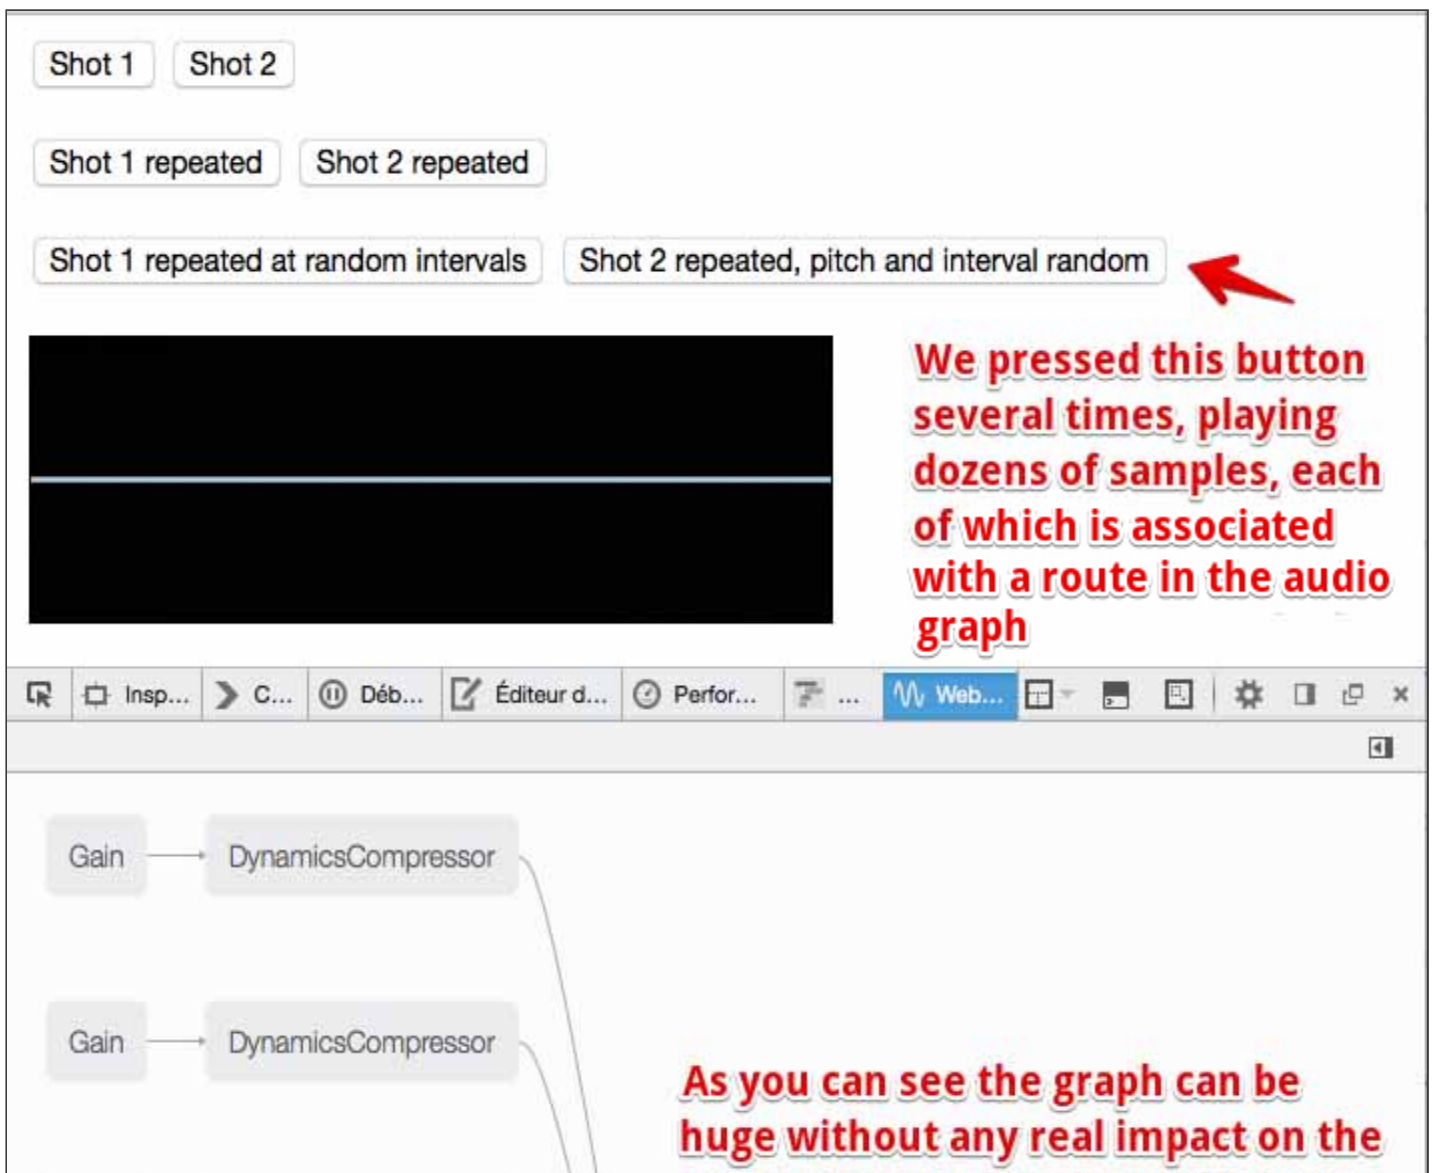 Shot 1 Shot 2
Shot 1 repeated Shot 2 repeated
Shot 1 repeated at random intervals Shot 2 repeated, pitch and interval random
We pressed this button
several times, playing
dozens of samples, each
of which is associated
with a route in the audio
graph
Insp... C... Déb... Éditeur d... Perfor... ... Web...
Gain DynamicsCompressor
Gain DynamicsCompressor
As you can see the graph can be
huge without any real impact on the